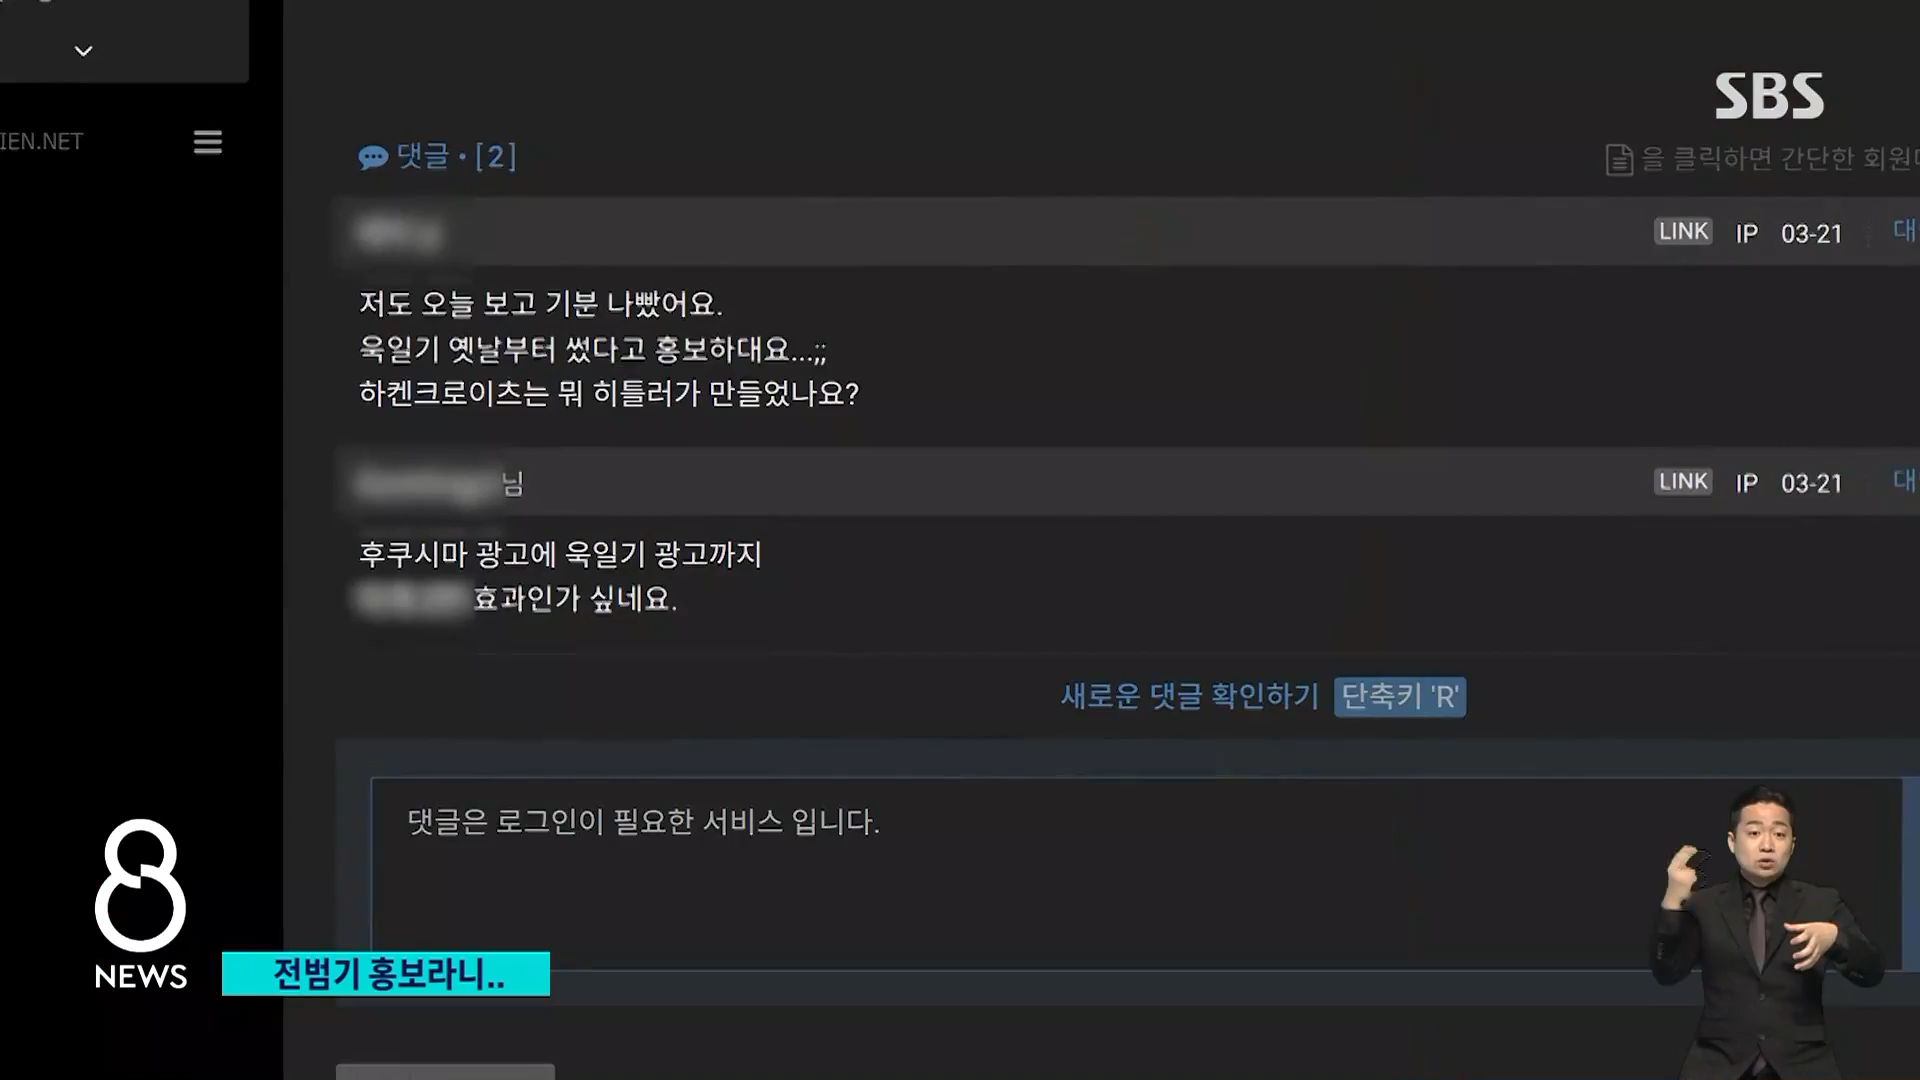 SBS
IEN.NET
댓글 • [2]
을 클릭하면 간단한 회원
LINK IP 03-21
저도 오늘 보고 기분 나빴어요.
욱일기 옛날부터 썼다고 홍보하대요...;;
하켄크로이츠는 뭐 히틀러가 만들었나요?
님
LINK IP 03-21
후쿠시마 광고에 욱일기 광고까지
효과인가 싶네요.
새로운 댓글 확인하기 단축키 'R'
댓글은 로그인이 필요한 서비스 입니다.
8
NEWS
전범기 홍보라니..